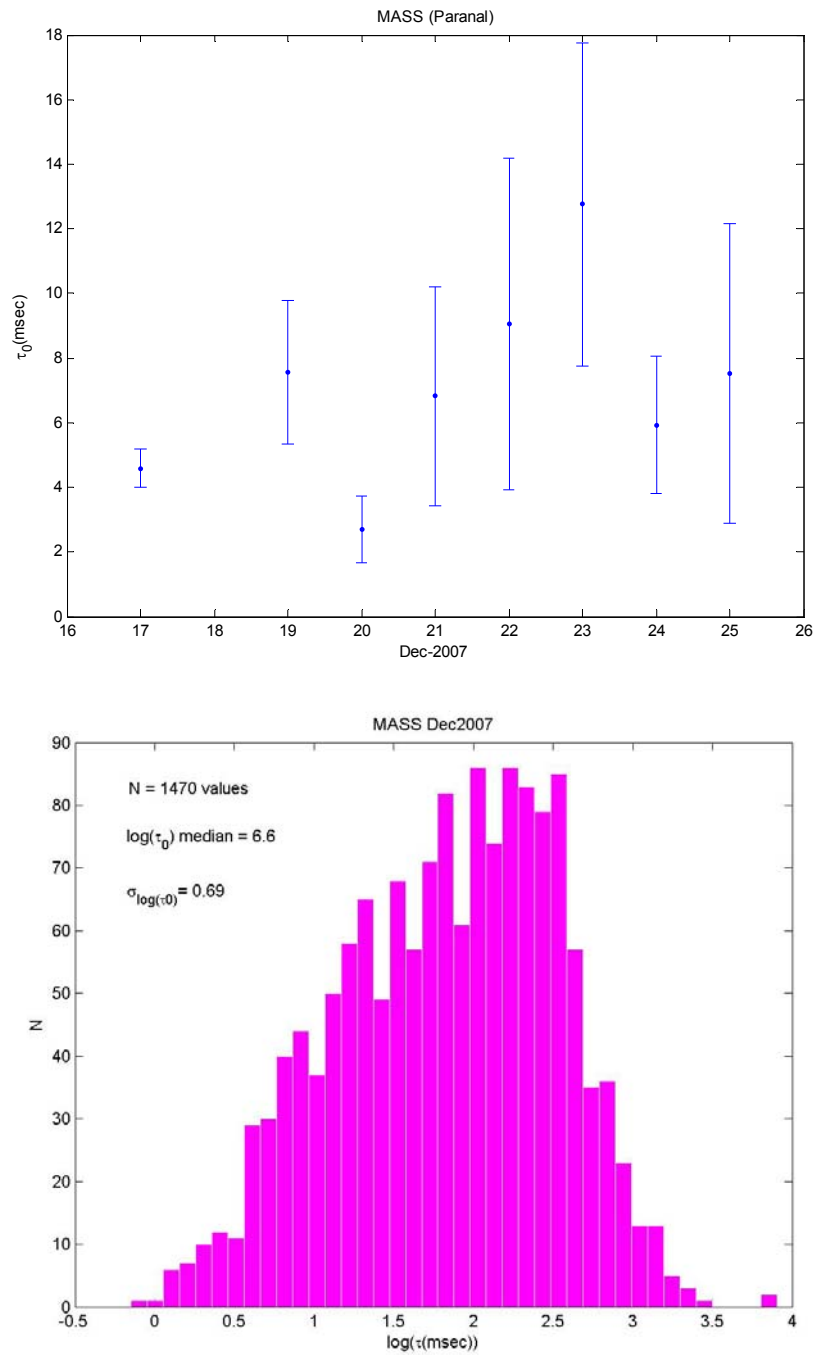 MASS (Paranal)
18
16
14
12
10
8
6
4
2
0
τ0(msec)
16 17 18 19 20 21 22 23 24 25 26
Dec-2007
MASS Dec2007
90
80
70
60
50
40
30
20
10
0
N
N = 1470 values
log(τ0) median = 6.6
σlog(τ0)= 0.69
-0.5 0 0.5 1 1.5 2 2.5 3 3.5 4
log(τ(msec))